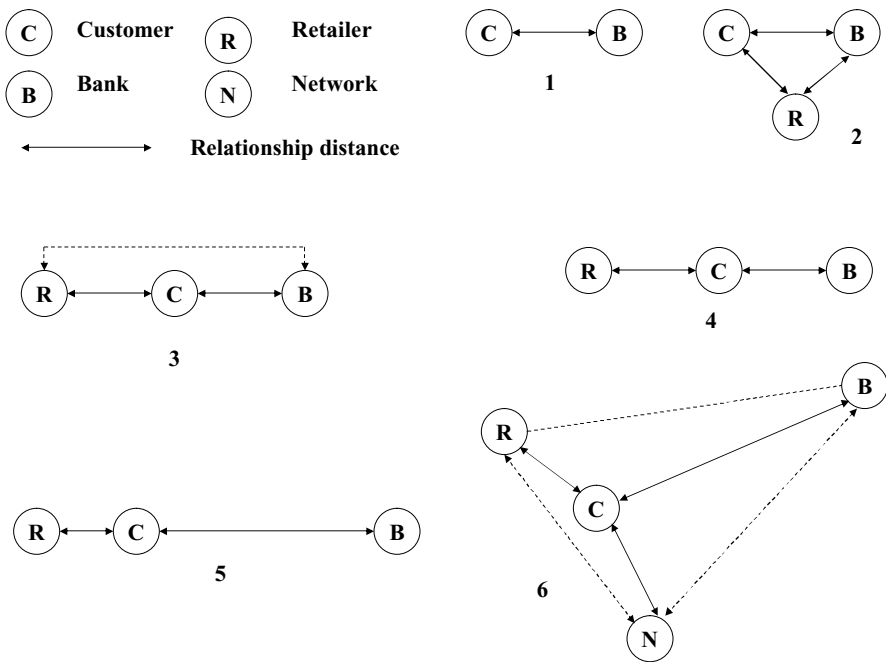 C Customer R Retailer
B Bank N Network
Relationship distance
C B
1
C B
R
2
R C B
3
R C B
4
R C B
5
B
R
C
N
6